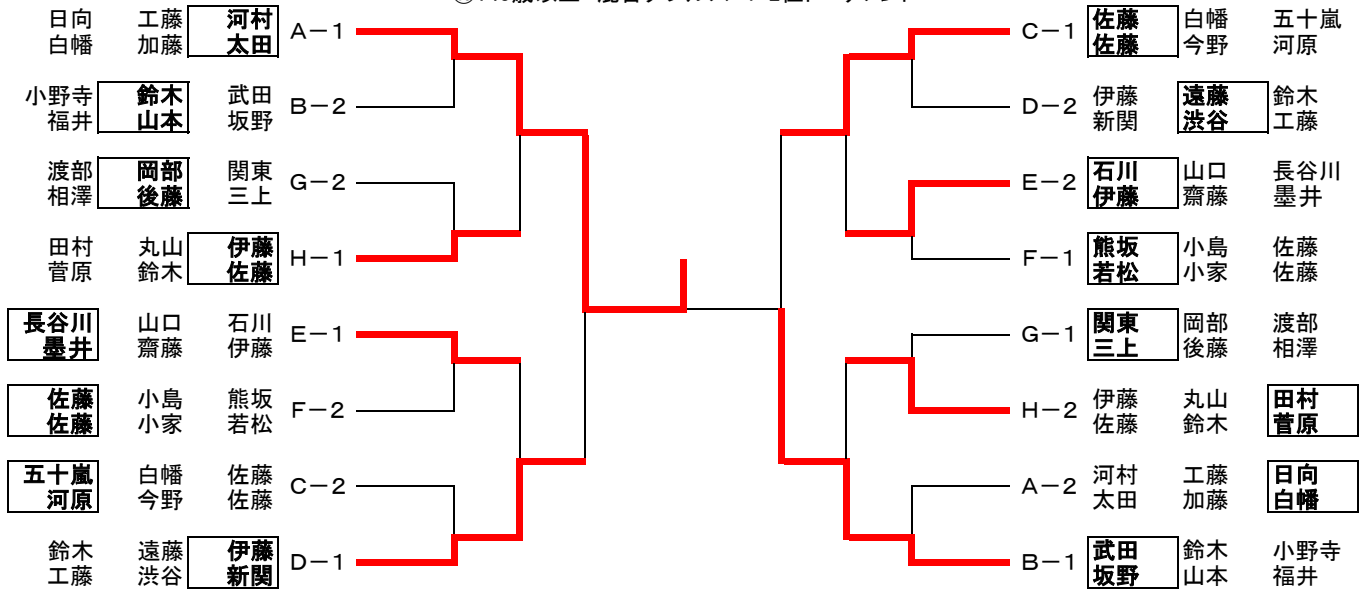 日向 工藤 河村 A－1
白幡 加藤 太田
小野寺 鈴木 武田 B－2
福井 山本 坂野
渡部 岡部 関東 G－2
相澤 後藤 三上
田村 丸山 伊藤 H－1
菅原 鈴木 佐藤
長谷川 山口 石川 E－1
墨井 齋藤 伊藤
佐藤 小島 熊坂 F－2
佐藤 小家 若松
五十嵐 白幡 佐藤 C－2
河原 今野 佐藤
鈴木 遠藤 伊藤 D－1
工藤 渋谷 新関
C－1 佐藤 白幡 五十嵐
佐藤 今野 河原
D－2 伊藤 遠藤 鈴木
新関 渋谷 工藤
E－2 石川 山口 長谷川
伊藤 齋藤 墨井
F－1 熊坂 小島 佐藤
若松 小家 佐藤
G－1 関東 岡部 渡部
三上 後藤 相澤
H－2 伊藤 丸山 田村
佐藤 鈴木 菅原
A－2 河村 工藤 日向
太田 加藤 白幡
B－1 武田 鈴木 小野寺
坂野 山本 福井